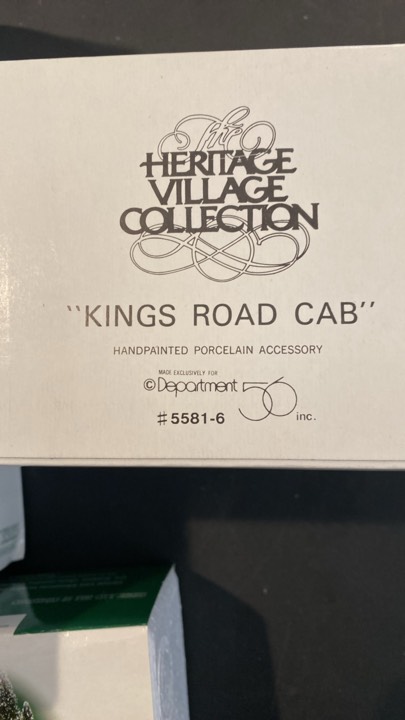 The
HERITAGE
VILLAGE
COLLECTION
"KINGS ROAD CAB"
HANDPAINTED PORCELAIN ACCESSORY
MADE EXCLUSIVELY FOR
© Department 56 inc.
#5581-6